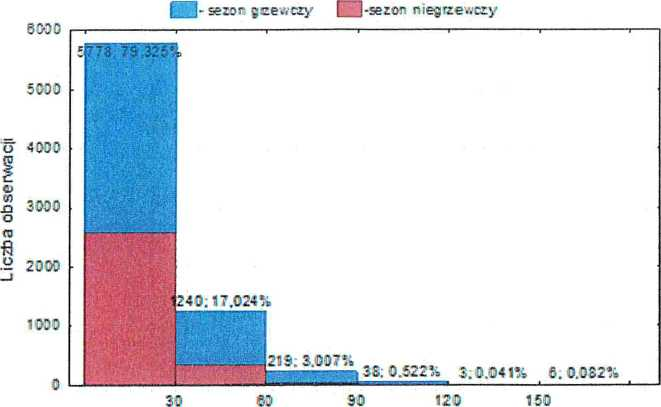 - sezon grzewczy -sezon niegrzewczy
6000
5778; 79,325%
5000
4000
Liczba obserwacji
3000
2000
1240; 17,024%
1000
219; 3,007% 38; 0,522% 3; 0,041% 6; 0,082%
0
30 60 90 120 150